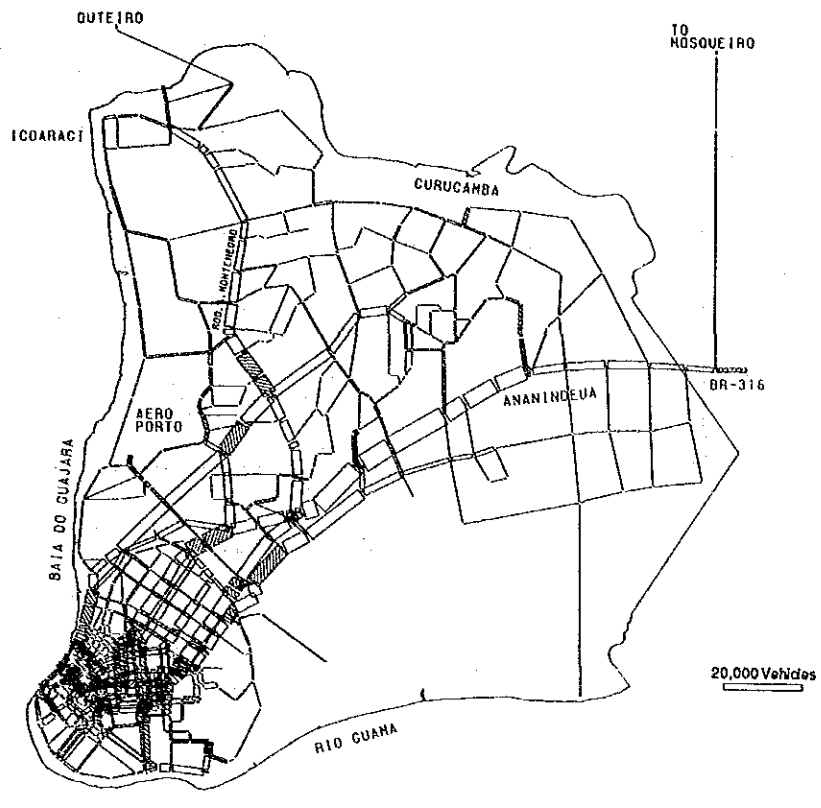 OUTEIRO
TO
MOSQUEIRO
ICOARACI
CURUCAMBA
ROD. A. MONTENEGRO
BR-316
ANANINDEUA
AERO
PORTO
BAIA DO GUAJARA
20,000 Vehicles
RIO GUAMA